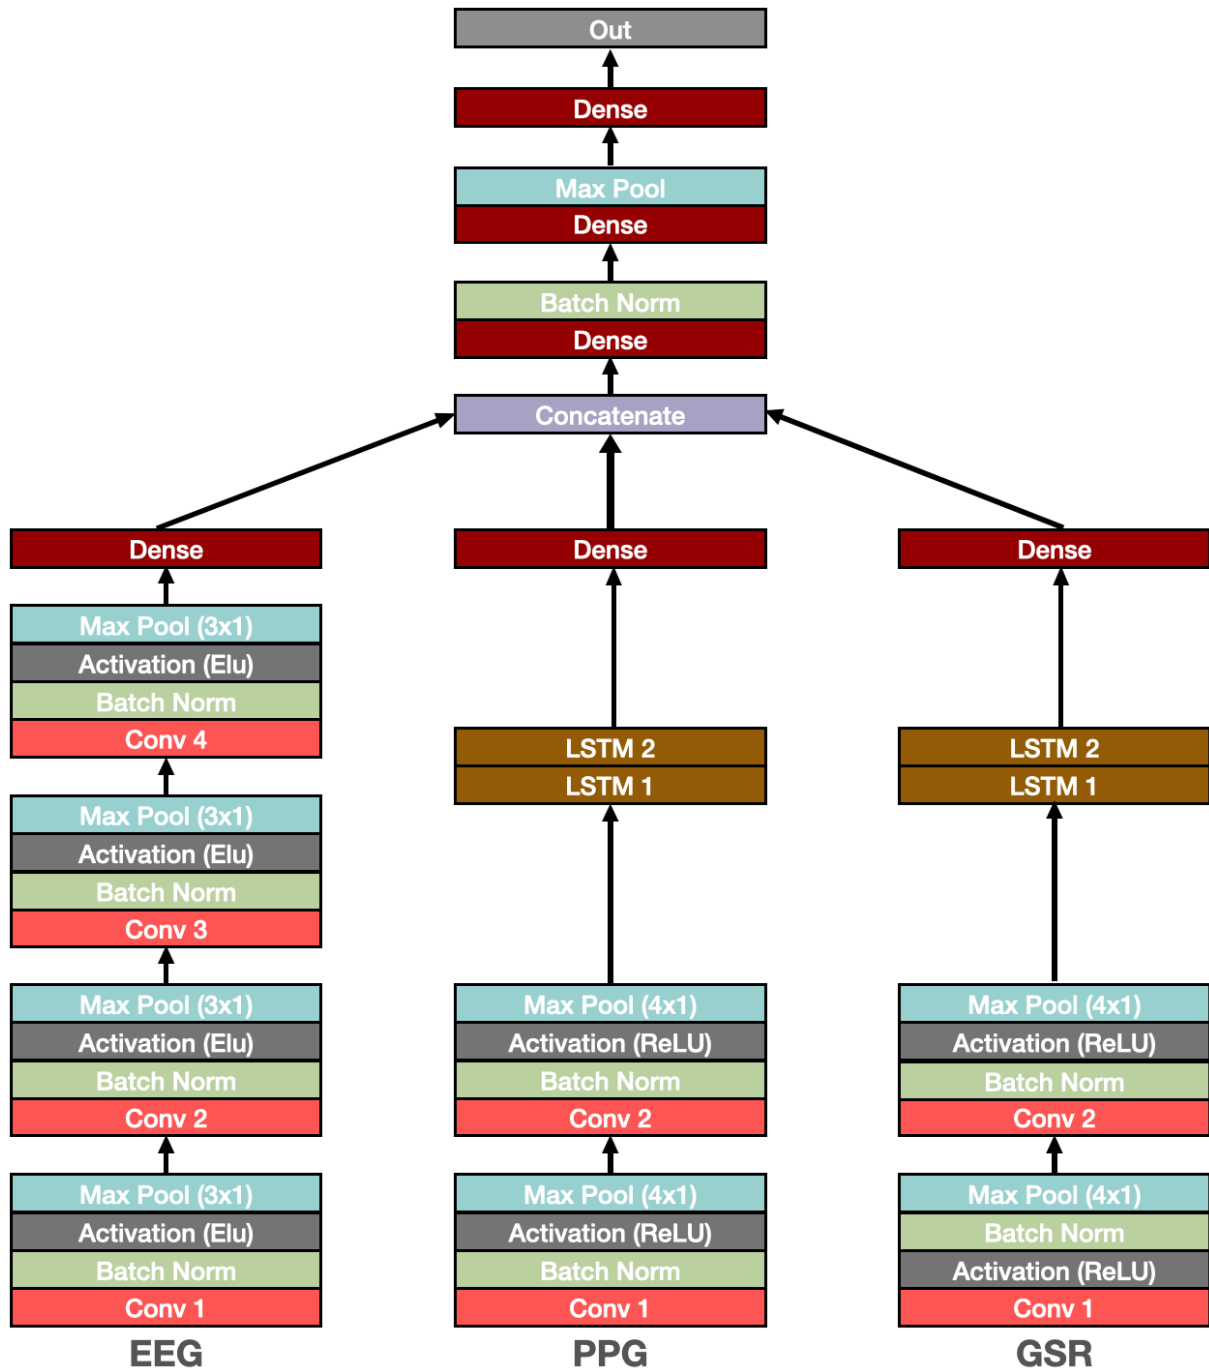 Out
Dense
Max Pool
Dense
Batch Norm
Dense
Concatenate
Dense
Max Pool (3x1)
Activation (Elu)
Batch Norm
Conv 4
Max Pool (3x1)
Activation (Elu)
Batch Norm
Conv 3
Max Pool (3x1)
Activation (Elu)
Batch Norm
Conv 2
Max Pool (3x1)
Activation (Elu)
Batch Norm
Conv 1
EEG
Dense
LSTM 2
LSTM 1
Max Pool (4x1)
Activation (ReLU)
Batch Norm
Conv 2
Max Pool (4x1)
Activation (ReLU)
Batch Norm
Conv 1
PPG
Dense
LSTM 2
LSTM 1
Max Pool (4x1)
Activation (ReLU)
Batch Norm
Conv 2
Max Pool (4x1)
Batch Norm
Activation (ReLU)
Conv 1
GSR